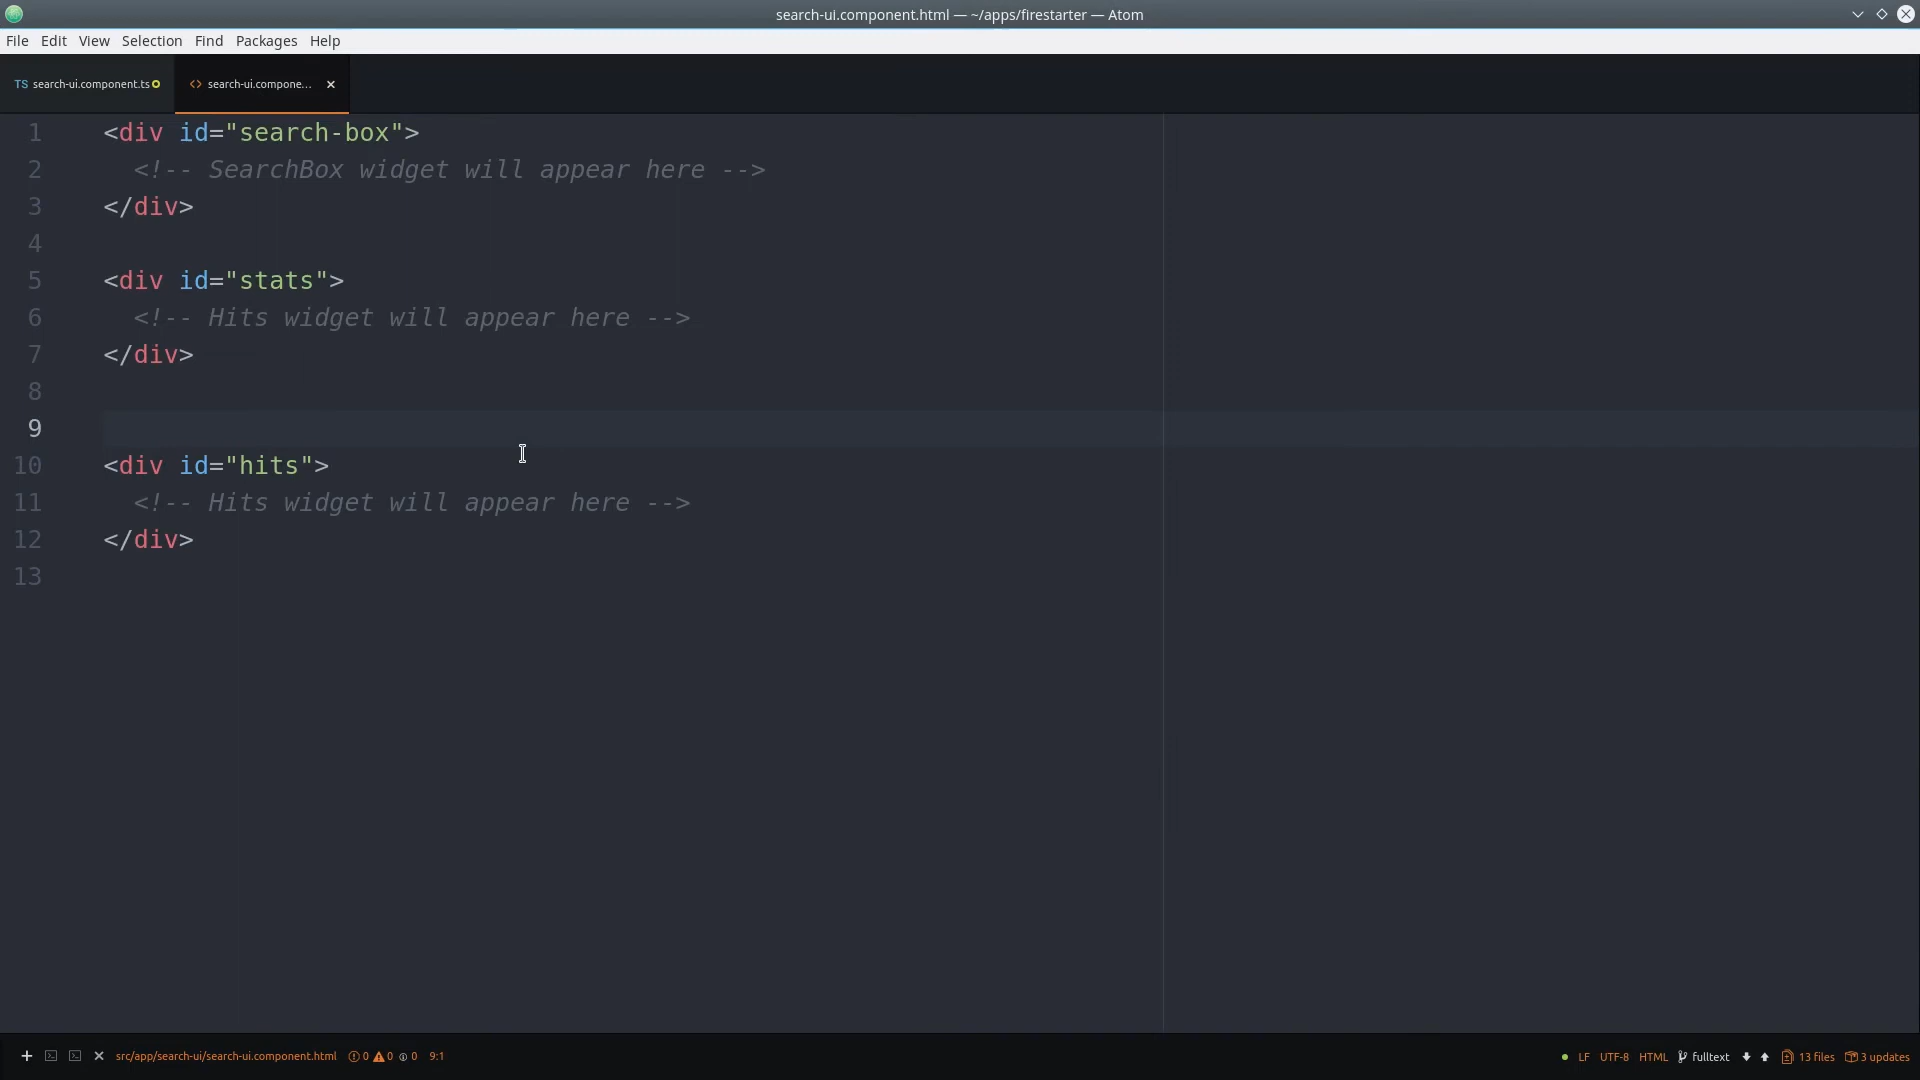 search-ui.component.html — ~/apps/firestarter — Atom
File Edit View Selection Find Packages Help
TS search-ui.component.ts
<> search-ui.compone...
1 <div id="search-box">
2 <!-- SearchBox widget will appear here -->
3 </div>
4
5 <div id="stats">
6 <!-- Hits widget will appear here -->
7 </div>
8
9
10 <div id="hits">
11 <!-- Hits widget will appear here -->
12 </div>
13
src/app/search-ui/search-ui.component.html 0 0 0 9:1 LF UTF-8 HTML fulltext 13 files 3 updates